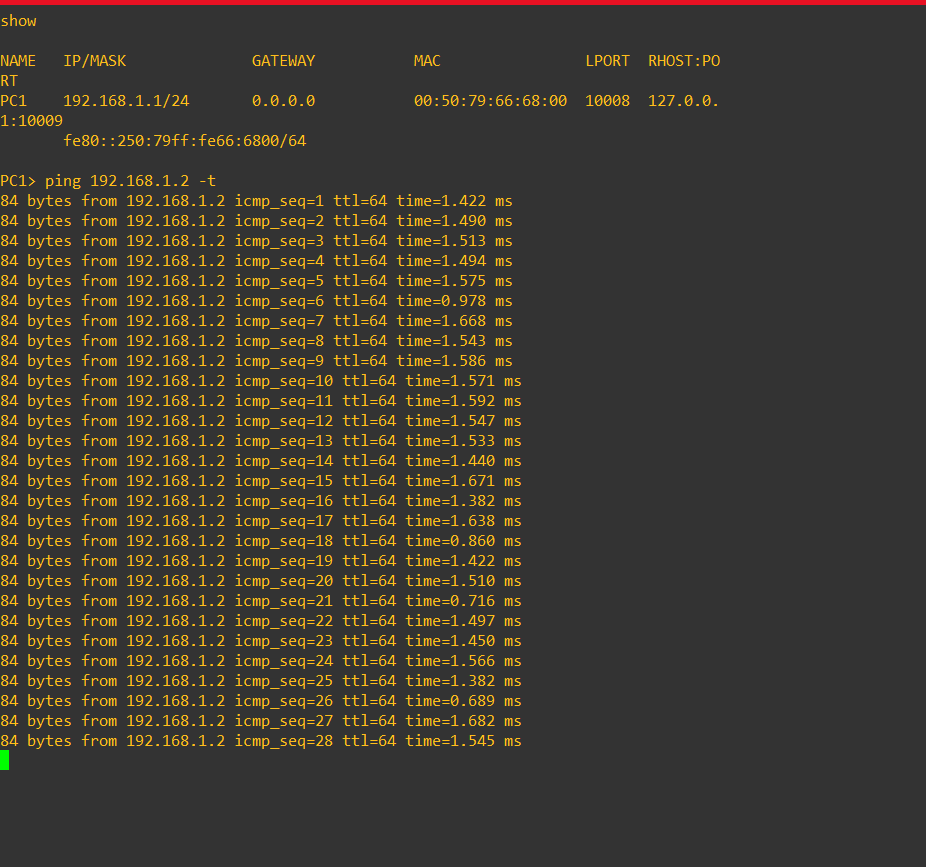 show
NAME   IP/MASK              GATEWAY           MAC                LPORT  RHOST:PO
RT
PC1    192.168.1.1/24       0.0.0.0           00:50:79:66:68:00  10008  127.0.0.
1:10009
       fe80::250:79ff:fe66:6800/64
PC1> ping 192.168.1.2 -t
84 bytes from 192.168.1.2 icmp_seq=1 ttl=64 time=1.422 ms
84 bytes from 192.168.1.2 icmp_seq=2 ttl=64 time=1.490 ms
84 bytes from 192.168.1.2 icmp_seq=3 ttl=64 time=1.513 ms
84 bytes from 192.168.1.2 icmp_seq=4 ttl=64 time=1.494 ms
84 bytes from 192.168.1.2 icmp_seq=5 ttl=64 time=1.575 ms
84 bytes from 192.168.1.2 icmp_seq=6 ttl=64 time=0.978 ms
84 bytes from 192.168.1.2 icmp_seq=7 ttl=64 time=1.668 ms
84 bytes from 192.168.1.2 icmp_seq=8 ttl=64 time=1.543 ms
84 bytes from 192.168.1.2 icmp_seq=9 ttl=64 time=1.586 ms
84 bytes from 192.168.1.2 icmp_seq=10 ttl=64 time=1.571 ms
84 bytes from 192.168.1.2 icmp_seq=11 ttl=64 time=1.592 ms
84 bytes from 192.168.1.2 icmp_seq=12 ttl=64 time=1.547 ms
84 bytes from 192.168.1.2 icmp_seq=13 ttl=64 time=1.533 ms
84 bytes from 192.168.1.2 icmp_seq=14 ttl=64 time=1.440 ms
84 bytes from 192.168.1.2 icmp_seq=15 ttl=64 time=1.671 ms
84 bytes from 192.168.1.2 icmp_seq=16 ttl=64 time=1.382 ms
84 bytes from 192.168.1.2 icmp_seq=17 ttl=64 time=1.638 ms
84 bytes from 192.168.1.2 icmp_seq=18 ttl=64 time=0.860 ms
84 bytes from 192.168.1.2 icmp_seq=19 ttl=64 time=1.422 ms
84 bytes from 192.168.1.2 icmp_seq=20 ttl=64 time=1.510 ms
84 bytes from 192.168.1.2 icmp_seq=21 ttl=64 time=0.716 ms
84 bytes from 192.168.1.2 icmp_seq=22 ttl=64 time=1.497 ms
84 bytes from 192.168.1.2 icmp_seq=23 ttl=64 time=1.450 ms
84 bytes from 192.168.1.2 icmp_seq=24 ttl=64 time=1.566 ms
84 bytes from 192.168.1.2 icmp_seq=25 ttl=64 time=1.382 ms
84 bytes from 192.168.1.2 icmp_seq=26 ttl=64 time=0.689 ms
84 bytes from 192.168.1.2 icmp_seq=27 ttl=64 time=1.682 ms
84 bytes from 192.168.1.2 icmp_seq=28 ttl=64 time=1.545 ms